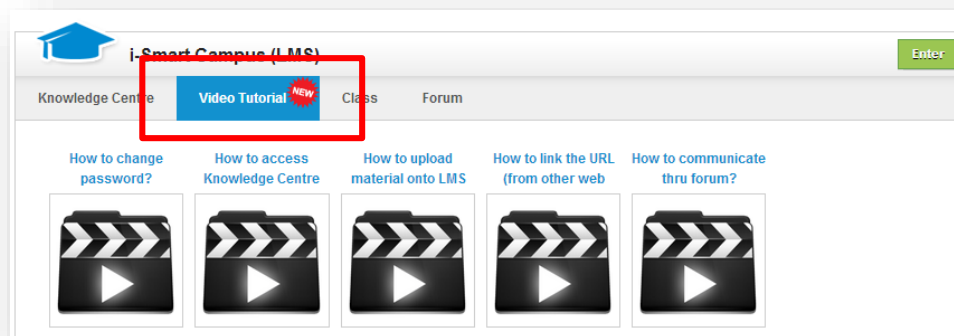 i-Smart Campus (LMS)
Enter
Knowledge Centre
Video Tutorial
NEW
Class
Forum
How to change
password?
How to access
Knowledge Centre
How to upload
material onto LMS
How to link the URL
(from other web
How to communicate
thru forum?